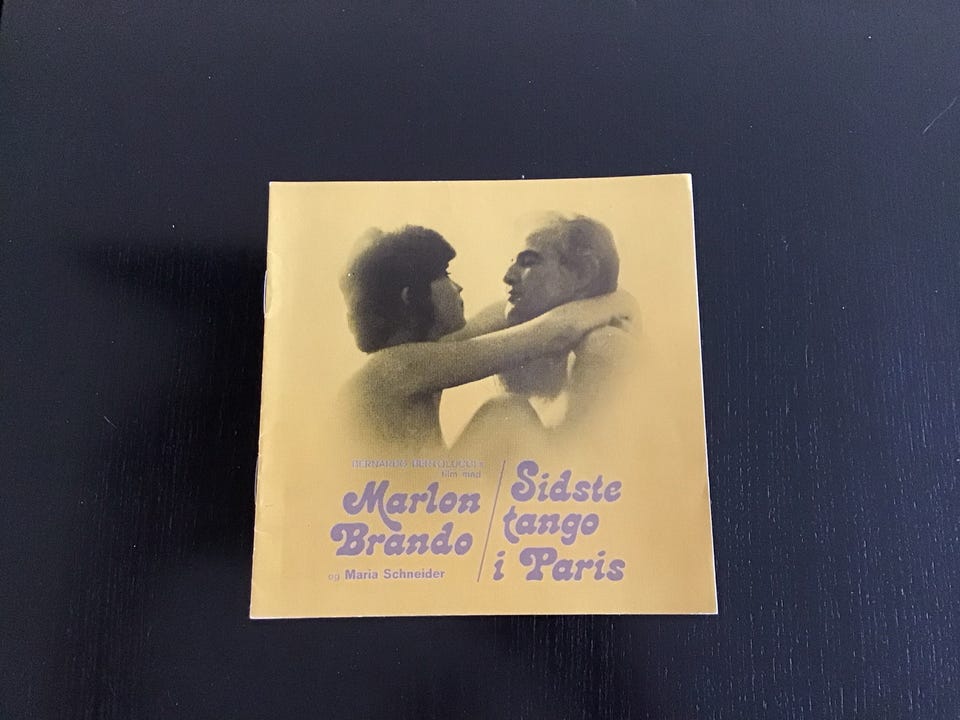 BERNARDO BERTOLUCCI's
film med
Marlon
Brando
og Maria Schneider
Sidste
tango
i Paris